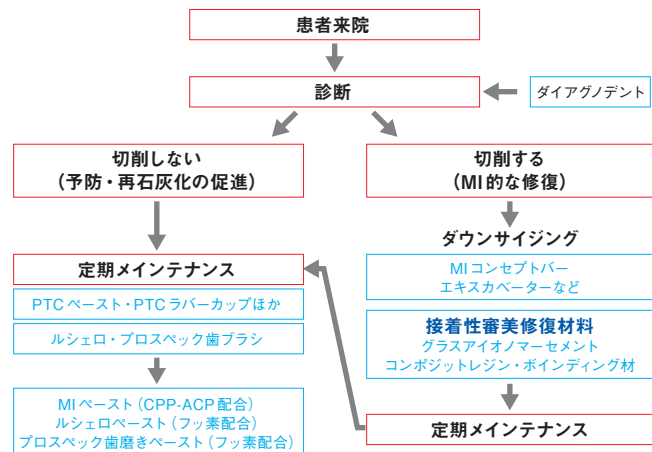 患者来院
診断
ダイアグノデント
切削しない
（予防・再石灰化の促進）
切削する
（MI的な修復）
ダウンサイジング
MIコンセプトバー
エキスカベーターなど
定期メインテナンス
PTCペースト・PTCラバーカップほか
ルシェロ・プロスペック歯ブラシ
接着性審美修復材料
グラスアイオノマーセメント
コンポジットレジン・ボインディング材
MIペースト（CPP-ACP配合）
ルシェロペースト（フッ素配合）
プロスペック歯磨きペースト（フッ素配合）
定期メインテナンス